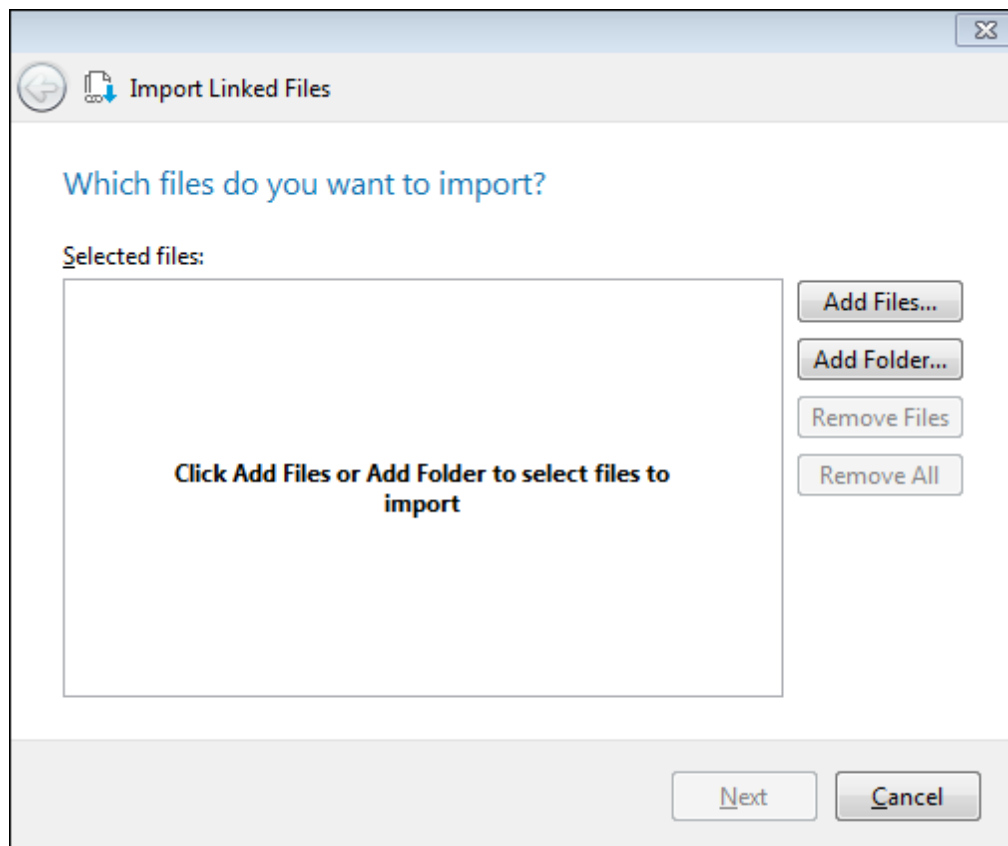 Import Linked Files
Which files do you want to import?
Selected files:
Add Files...
Add Folder...
Remove Files
Remove All
Click Add Files or Add Folder to select files to
import
Next
Cancel